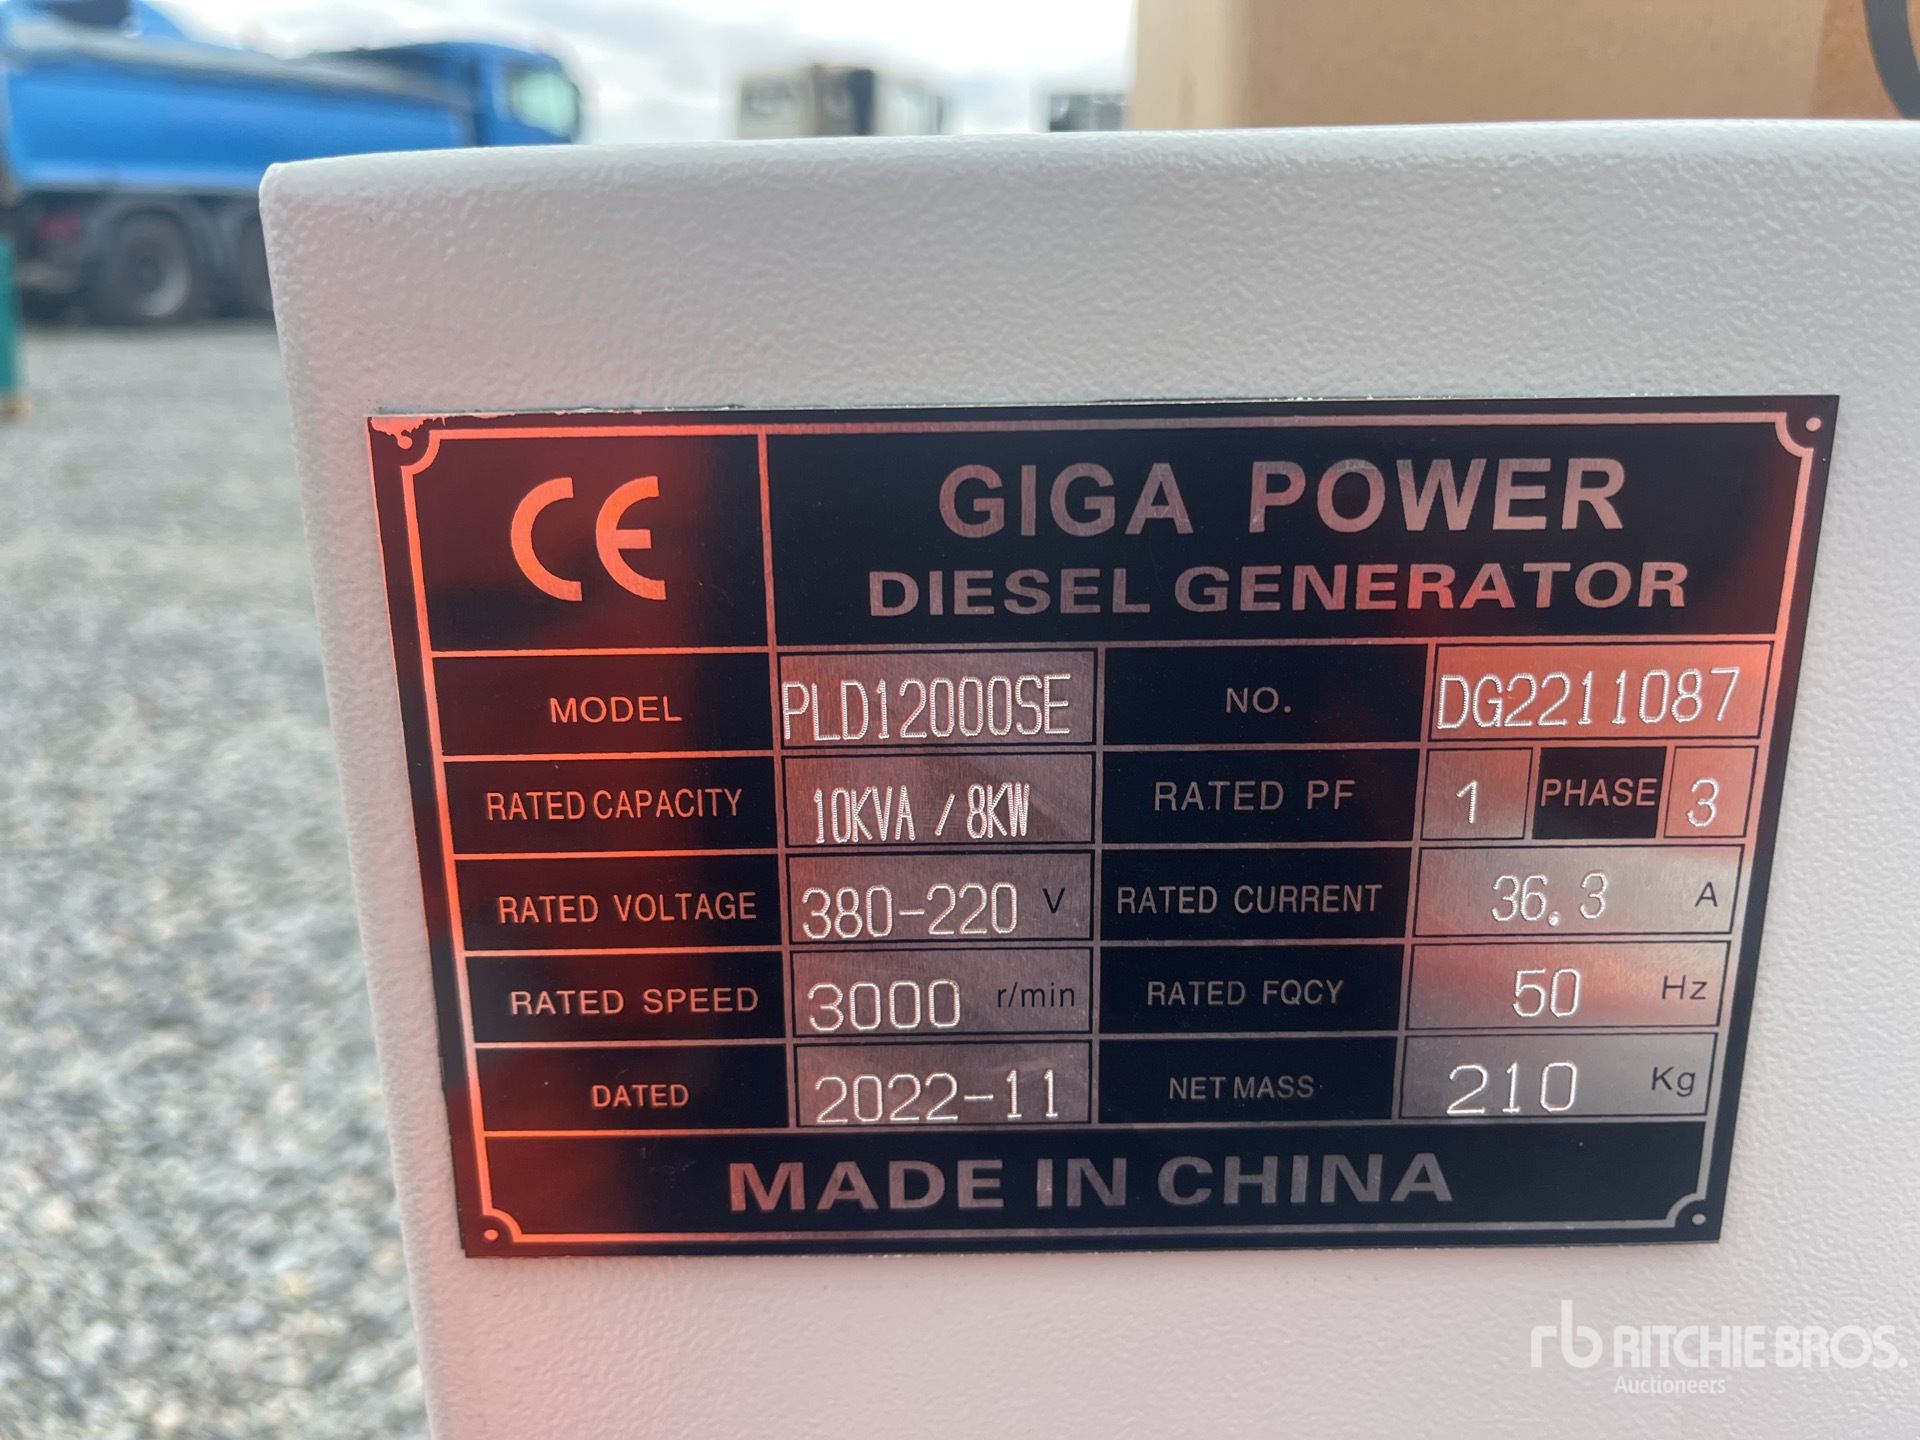 CE
GIGA POWER
DIESEL GENERATOR
MODEL PLD12000SE NO. DG2211087
RATED CAPACITY 10KVA / 8KW RATED PF 1 PHASE 3
RATED VOLTAGE 380-220 V RATED CURRENT 36.3 A
RATED SPEED 3000 r/min RATED FQCY 50 Hz
DATED 2022-11 NET MASS 210 Kg
MADE IN CHINA
rb RITCHIE BROS.
Auctioneers